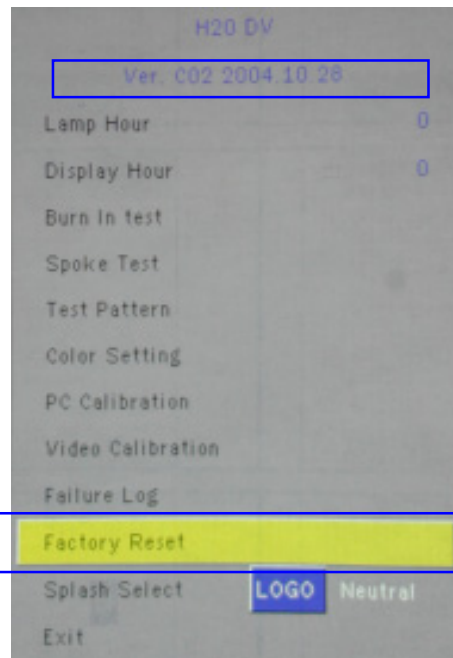 H20 DV
Ver. C02 2004.10 28
Lamp Hour 0
Display Hour 0
Burn In test
Spoke Test
Test Pattern
Color Setting
PC Calibration
Video Calibration
Failure Log
Factory Reset
Splash Select LOGO Neutral
Exit